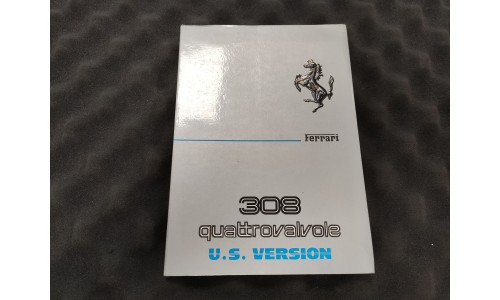 Ferrari
308
quattrovalvole
U.S. VERSION